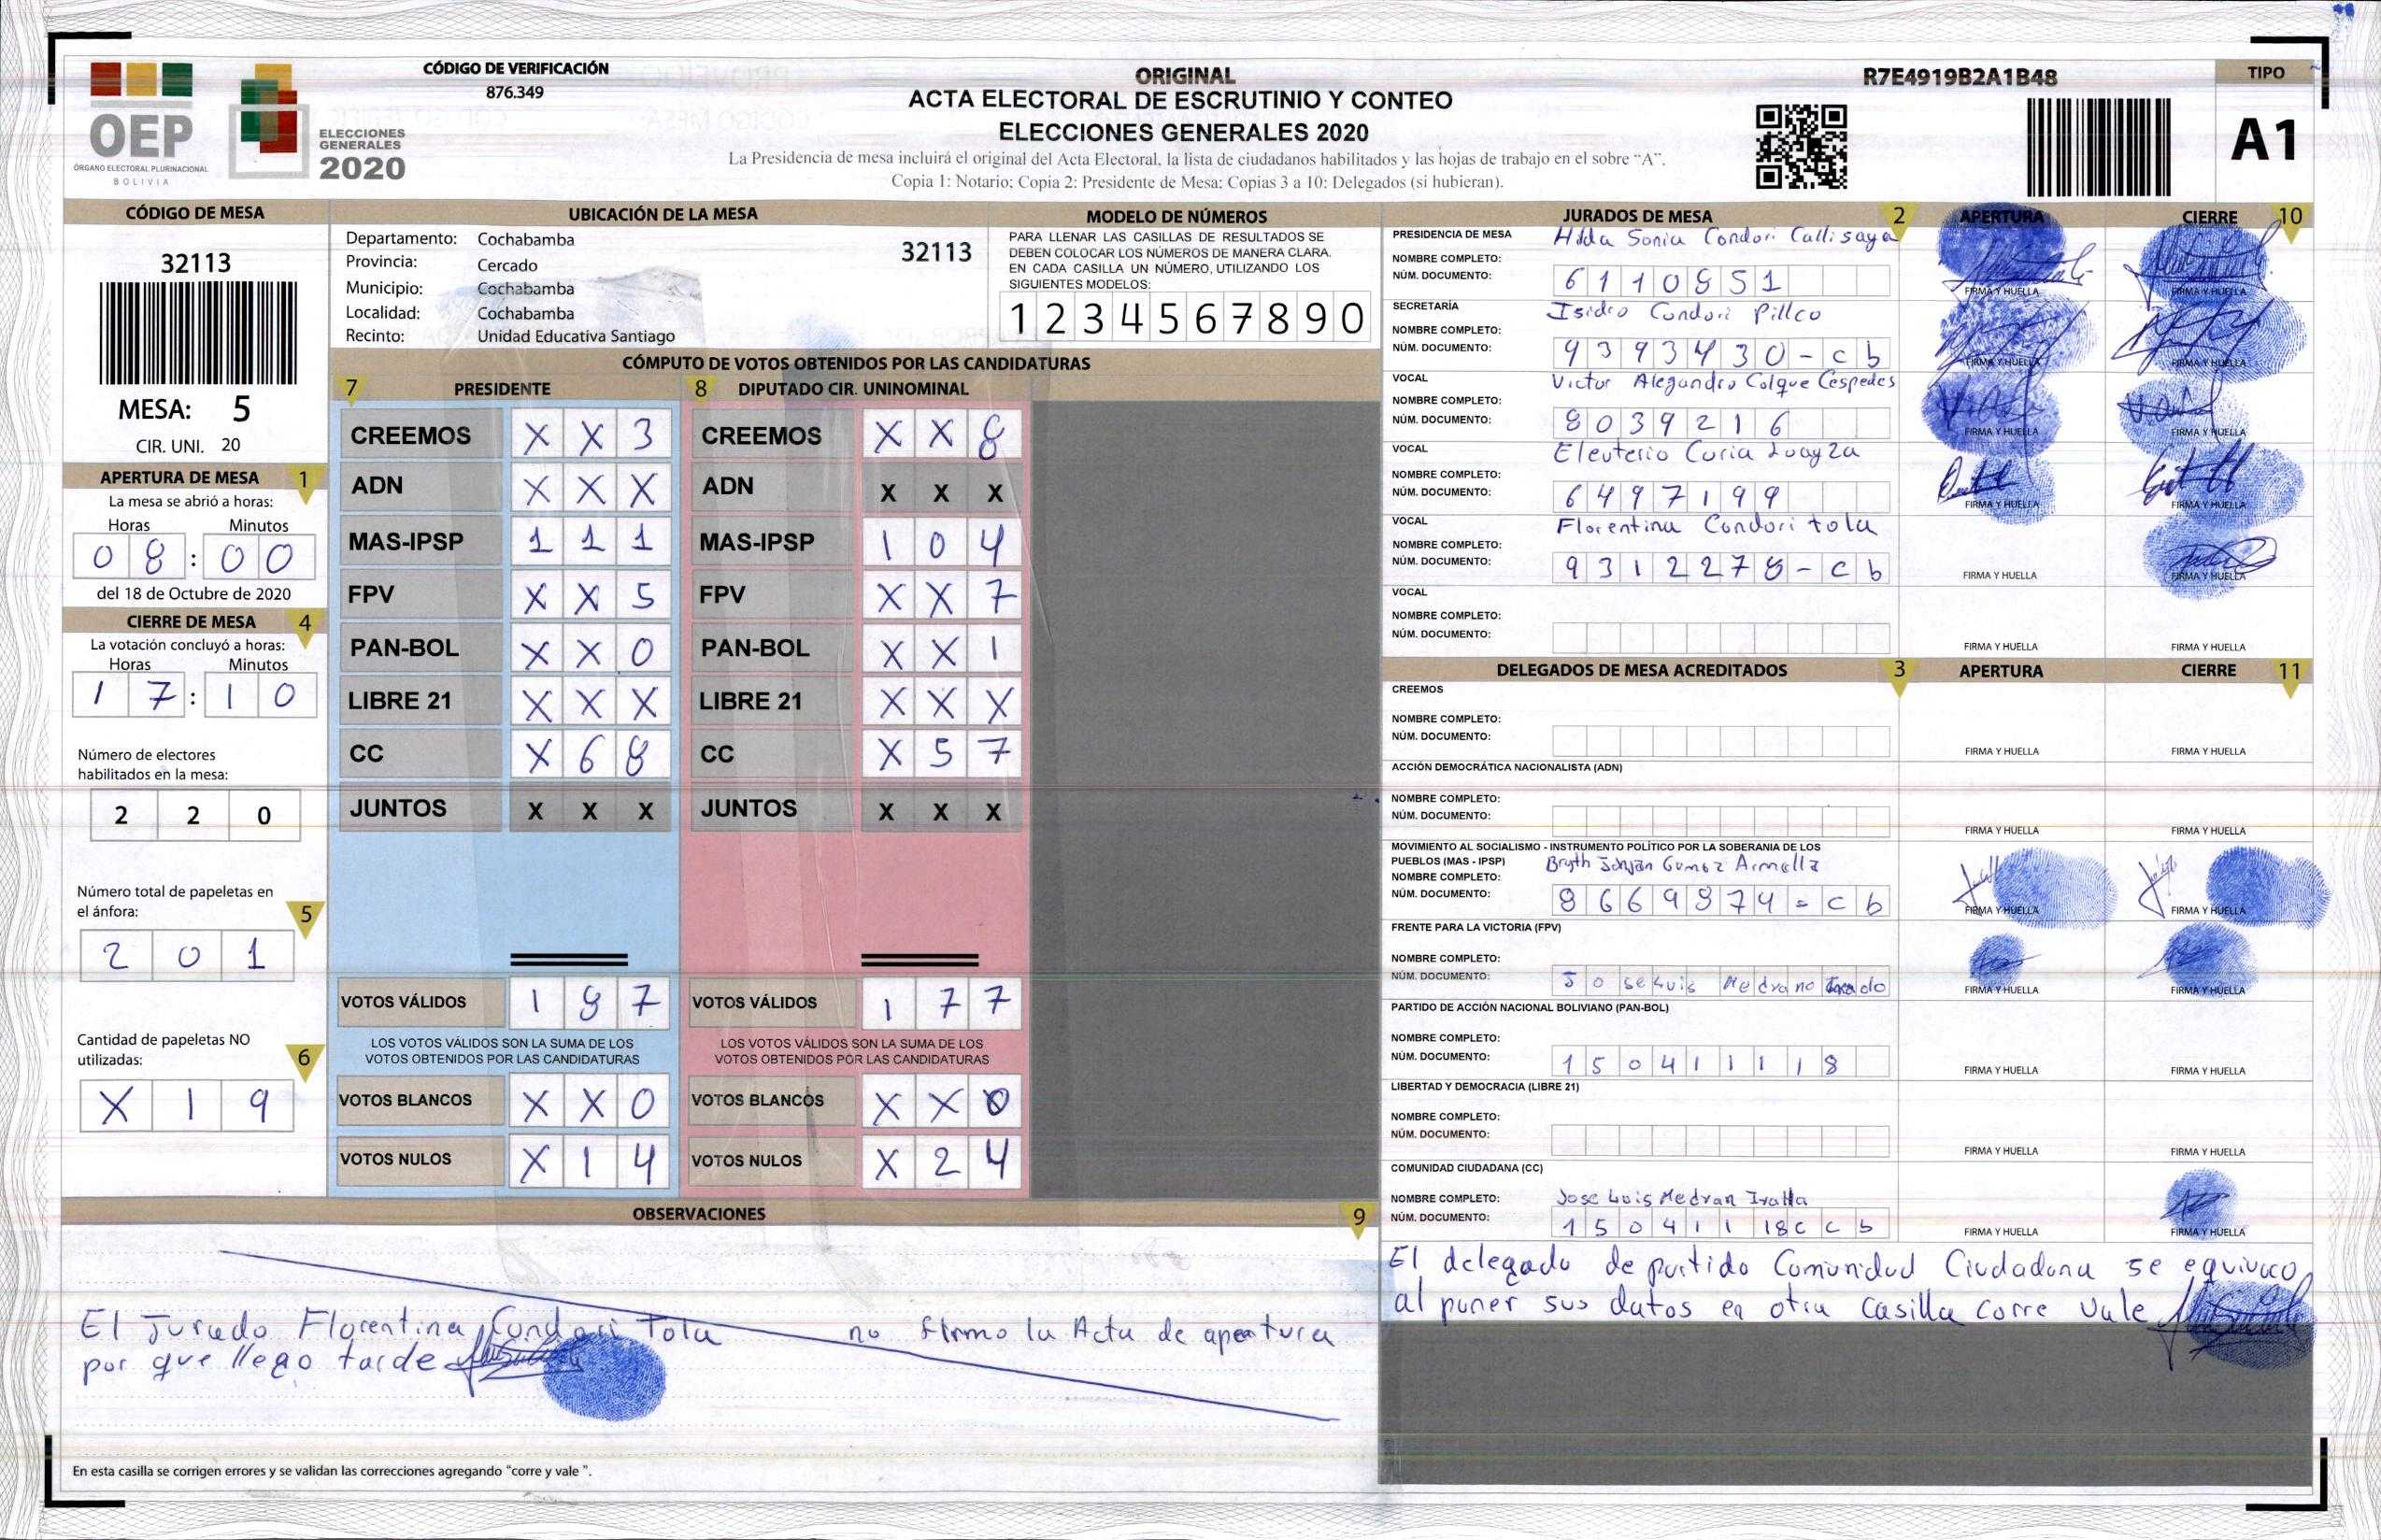 CÓDIGO DE VERIFICACIÓN
876.349
OEP
ÓRGANO ELECTORAL PLURINACIONAL
BOLIVIA
ELECCIONES
GENERALES
2020
ORIGINAL
ACTA ELECTORAL DE ESCRUTINIO Y CONTEO
ELECCIONES GENERALES 2020
La Presidencia de mesa incluirá el original del Acta Electoral, la lista de ciudadanos habilitados y las hojas de trabajo en el sobre “A”.
Copia 1: Notario; Copia 2: Presidente de Mesa; Copias 3 a 10: Delegados (si hubieran).
R7E4919B2A1B48
TIPO
A1
CÓDIGO DE MESA
32113
MESA: 5
CIR. UNI. 20
APERTURA DE MESA 1
La mesa se abrió a horas:
Horas Minutos
0 8 : 0 0
del 18 de Octubre de 2020
CIERRE DE MESA 4
La votación concluyó a horas:
Horas Minutos
1 7 : 1 0
Número de electores
habilitados en la mesa:
2 2 0
Número total de papeletas en
el ánfora: 5
2 0 1
Cantidad de papeletas NO
utilizadas: 6
X 1 9
UBICACIÓN DE LA MESA
Departamento: Cochabamba
32113
Provincia: Cercado
Municipio: Cochabamba
Localidad: Cochabamba
Recinto: Unidad Educativa Santiago
MODELO DE NÚMEROS
PARA LLENAR LAS CASILLAS DE RESULTADOS SE
DEBEN COLOCAR LOS NÚMEROS DE MANERA CLARA.
EN CADA CASILLA UN NÚMERO, UTILIZANDO LOS
SIGUIENTES MODELOS:
1 2 3 4 5 6 7 8 9 0
CÓMPUTO DE VOTOS OBTENIDOS POR LAS CANDIDATURAS
7 PRESIDENTE 8 DIPUTADO CIR. UNINOMINAL
CREEMOS X X 3 CREEMOS X X 8
ADN X X X ADN X X X
MAS-IPSP 1 1 1 MAS-IPSP 1 0 4
FPV X X 5 FPV X X 7
PAN-BOL X X 0 PAN-BOL X X 1
LIBRE 21 X X X LIBRE 21 X X X
CC X 6 8 CC X 5 7
JUNTOS X X X JUNTOS X X X
VOTOS VÁLIDOS 1 8 7 VOTOS VÁLIDOS 1 7 7
LOS VOTOS VÁLIDOS SON LA SUMA DE LOS LOS VOTOS VÁLIDOS SON LA SUMA DE LOS
VOTOS OBTENIDOS POR LAS CANDIDATURAS VOTOS OBTENIDOS POR LAS CANDIDATURAS
VOTOS BLANCOS X X 0 VOTOS BLANCOS X X 0
VOTOS NULOS X 1 4 VOTOS NULOS X 2 4
JURADOS DE MESA 2 APERTURA CIERRE 10
PRESIDENCIA DE MESA Hilda Sonia Condori Callisaya
NOMBRE COMPLETO:
NÚM. DOCUMENTO: 6 1 1 0 8 5 1
FIRMA Y HUELLA FIRMA Y HUELLA
SECRETARÍA Isidro Condori Pillco
NOMBRE COMPLETO:
NÚM. DOCUMENTO: 9 3 9 3 4 3 0 - c b
FIRMA Y HUELLA FIRMA Y HUELLA
VOCAL Victor Alegandro Colque Cespedes
NOMBRE COMPLETO:
NÚM. DOCUMENTO: 8 0 3 9 2 1 6
FIRMA Y HUELLA FIRMA Y HUELLA
VOCAL Eleuterio Curia Loayza
NOMBRE COMPLETO:
NÚM. DOCUMENTO: 6 4 9 7 1 9 9
FIRMA Y HUELLA FIRMA Y HUELLA
VOCAL Florentina Condori tola
NOMBRE COMPLETO:
NÚM. DOCUMENTO: 9 3 1 2 2 7 8 - c b
FIRMA Y HUELLA FIRMA Y HUELLA
VOCAL
NOMBRE COMPLETO:
NÚM. DOCUMENTO:
FIRMA Y HUELLA FIRMA Y HUELLA
DELEGADOS DE MESA ACREDITADOS 3 APERTURA CIERRE 11
CREEMOS
NOMBRE COMPLETO:
NÚM. DOCUMENTO:
FIRMA Y HUELLA FIRMA Y HUELLA
ACCIÓN DEMOCRÁTICA NACIONALISTA (ADN)
NOMBRE COMPLETO:
NÚM. DOCUMENTO:
FIRMA Y HUELLA FIRMA Y HUELLA
MOVIMIENTO AL SOCIALISMO - INSTRUMENTO POLÍTICO POR LA SOBERANIA DE LOS
PUEBLOS (MAS - IPSP)
NOMBRE COMPLETO:
NÚM. DOCUMENTO: 8 6 6 9 8 7 4 - c b
FIRMA Y HUELLA FIRMA Y HUELLA
FRENTE PARA LA VICTORIA (FPV)
NOMBRE COMPLETO:
NÚM. DOCUMENTO: Jose Luis Medrano
FIRMA Y HUELLA FIRMA Y HUELLA
PARTIDO DE ACCIÓN NACIONAL BOLIVIANO (PAN-BOL)
NOMBRE COMPLETO:
NÚM. DOCUMENTO: 1 5 0 4 1 1 1 1 8
FIRMA Y HUELLA FIRMA Y HUELLA
LIBERTAD Y DEMOCRACIA (LIBRE 21)
NOMBRE COMPLETO:
NÚM. DOCUMENTO:
FIRMA Y HUELLA FIRMA Y HUELLA
COMUNIDAD CIUDADANA (CC)
NOMBRE COMPLETO: Jose Luis Medran
NÚM. DOCUMENTO: 1 5 0 4 1 1 18C c b
FIRMA Y HUELLA FIRMA Y HUELLA
El delegado de partido Comunidad Ciudadana se equivoco
al poner sus datos en otra casilla corre vale
OBSERVACIONES 9
El Jurado Florentina Condori Tola no firmo la Acta de apertura
por que llego tarde
En esta casilla se corrigen errores y se validan las correcciones agregando “corre y vale ”.